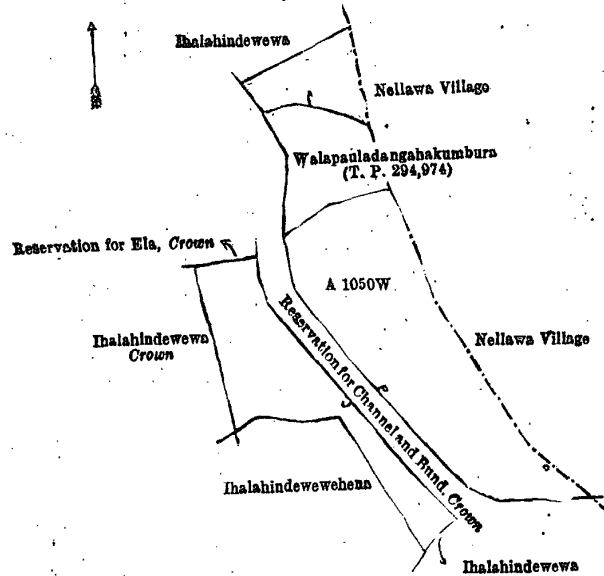 Ihalahindewewa
Nellawa Village
Walapauladangahakumbura
(T. P. 294,974)
Reservation for Ela, Crown
A 1050W
Ihalahindewewa
Crown
Reservation for Channel and Bund, Crown
Nellawa Village
Ihalahindewewehena
Ihalahindewewa